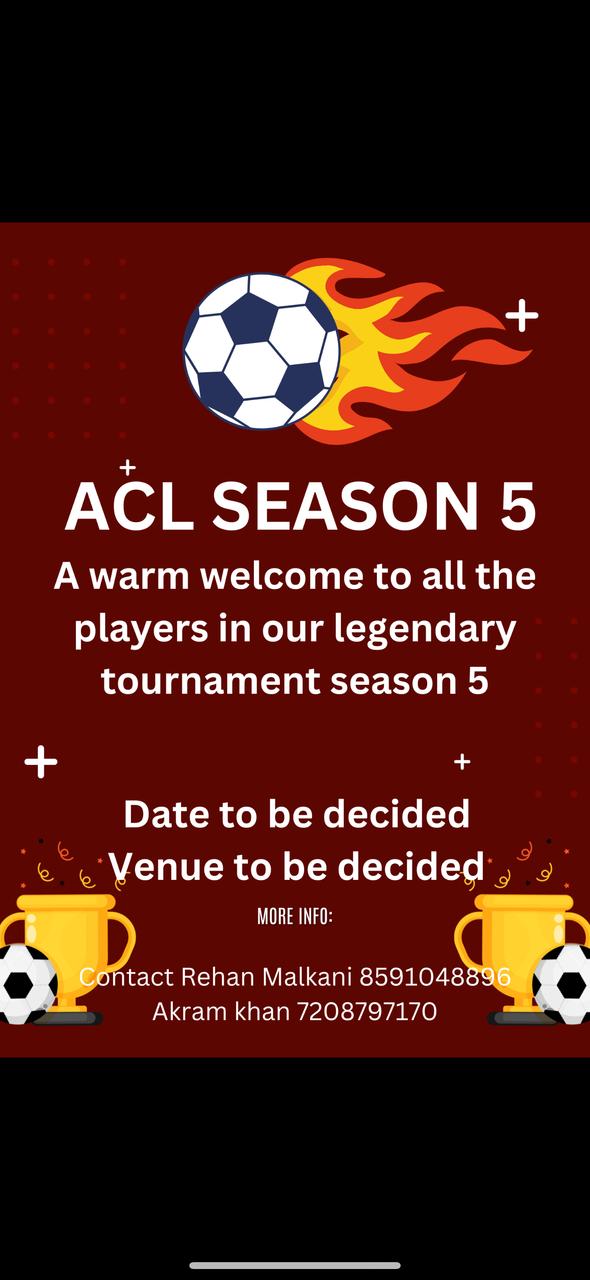 ACL SEASON 5
A warm welcome to all the
players in our legendary
tournament season 5
Date to be decided
Venue to be decided
MORE INFO:
Contact Rehan Malkani 8591048896
Akram khan 7208797170